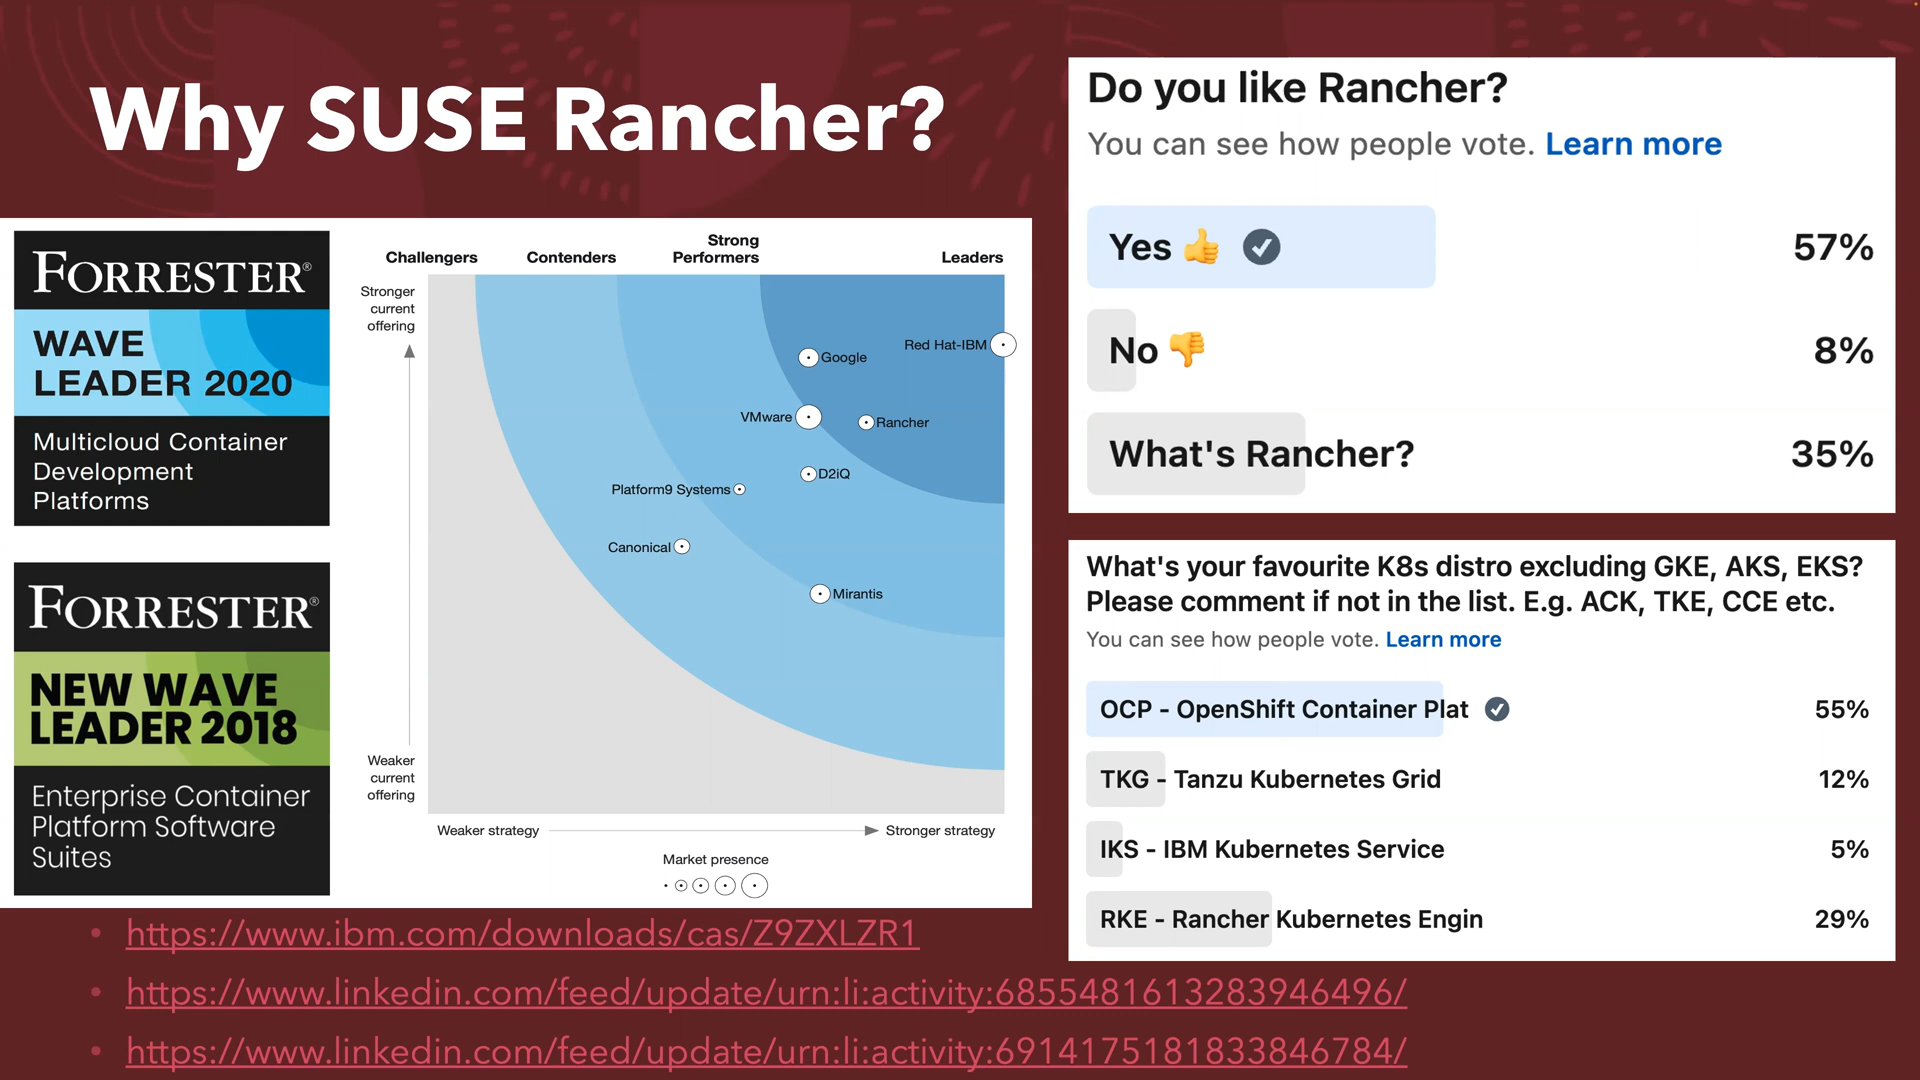 Why SUSE Rancher?
FORRESTER®
WAVE
LEADER 2020
Multicloud Container
Development
Platforms
FORRESTER®
NEW WAVE
LEADER 2018
Enterprise Container
Platform Software
Suites
Challengers
Contenders
Strong
Performers
Leaders
Stronger
current
offering
Red Hat-IBM
Google
VMware
Rancher
D2iQ
Platform9 Systems
Canonical
Mirantis
Weaker
current
offering
Weaker strategy
Stronger strategy
Market presence
Do you like Rancher?
You can see how people vote. Learn more
Yes 👍 57%
No 👎 8%
What's Rancher? 35%
What's your favourite K8s distro excluding GKE, AKS, EKS?
Please comment if not in the list. E.g. ACK, TKE, CCE etc.
You can see how people vote. Learn more
OCP - OpenShift Container Plat 55%
TKG - Tanzu Kubernetes Grid 12%
IKS - IBM Kubernetes Service 5%
RKE - Rancher Kubernetes Engin 29%
• https://www.ibm.com/downloads/cas/Z9ZXLZR1
• https://www.linkedin.com/feed/update/urn:li:activity:6855481613283946496/
• https://www.linkedin.com/feed/update/urn:li:activity:6914175181833846784/